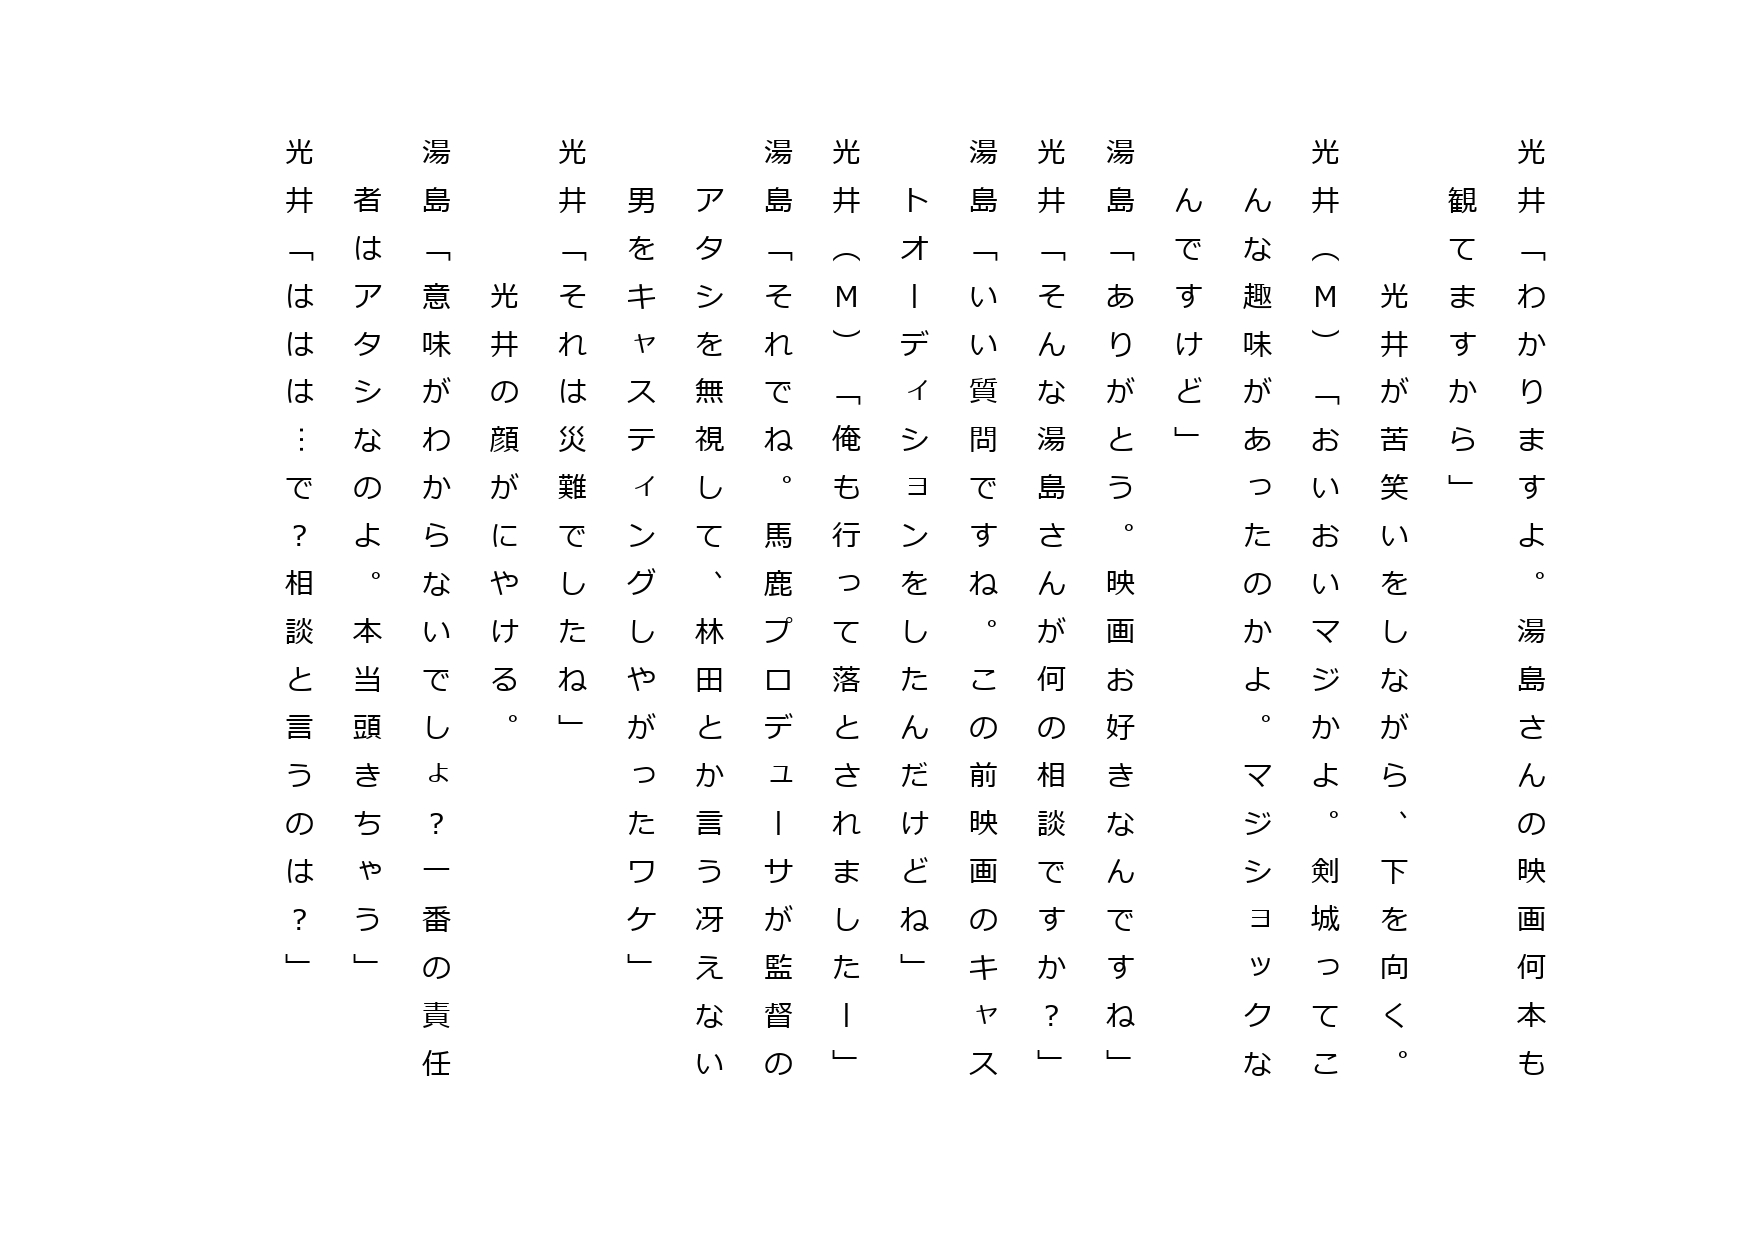 光井「わかりますよ。湯島さんの映画何本も
観てますから」
光井が苦笑いをしながら、下を向く。
光井（Ｍ）「おいおいマジかよ。剣城ってこ
んな趣味があったのかよ。マジショックな
んですけど」
湯島「ありがとう。映画お好きなんですね」
光井「そんな湯島さんが何の相談ですか？」
湯島「いい質問ですね。この前映画のキャス
トオーディションをしたんだけどね」
光井（Ｍ）「俺も行って落とされましたー」
湯島「それでね。馬鹿プロデューサが監督の
アタシを無視して、林田とか言う冴えない
男をキャスティングしやがったワケ」
光井「それは災難でしたね」
光井の顔がにやける。
湯島「意味がわからないでしょ？一番の責任
者はアタシなのよ。本当頭きちゃう」
光井「ははは…で？相談と言うのは？」